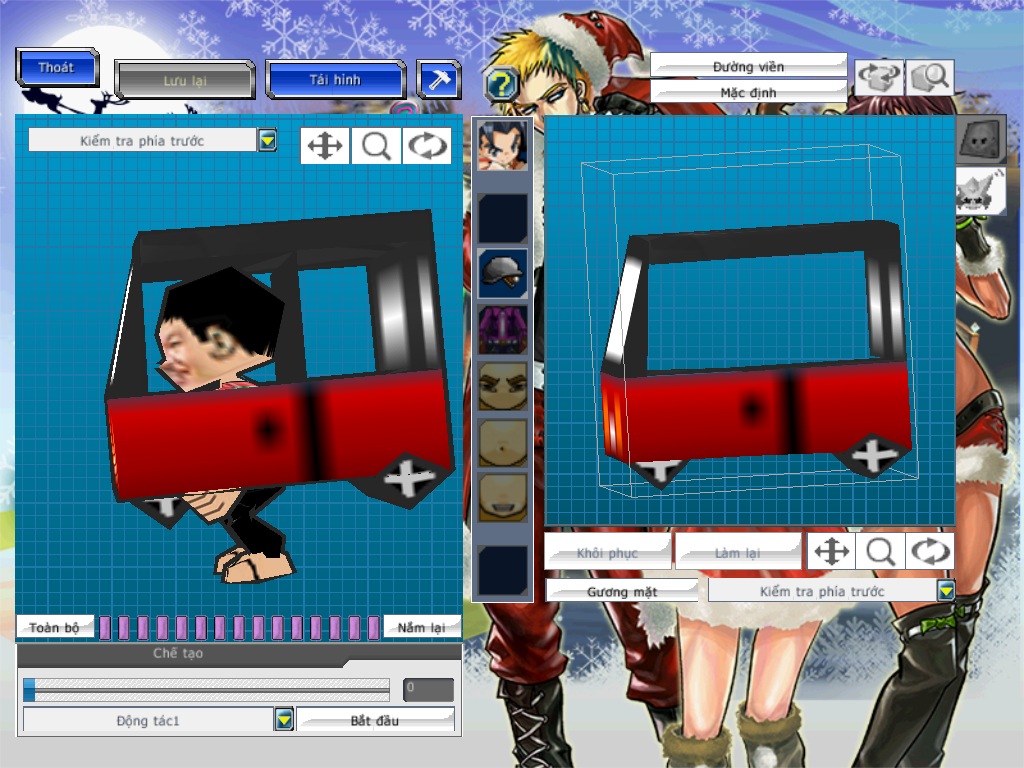 Thoát
Lưu lại
Tải hình
Đường viền
Mặc định
Kiểm tra phía trước
Khôi phục
Làm lại
Gương mặt
Kiểm tra phía trước
Toàn bộ
Nắm lại
Chế tạo
0
Động tác1
Bắt đầu